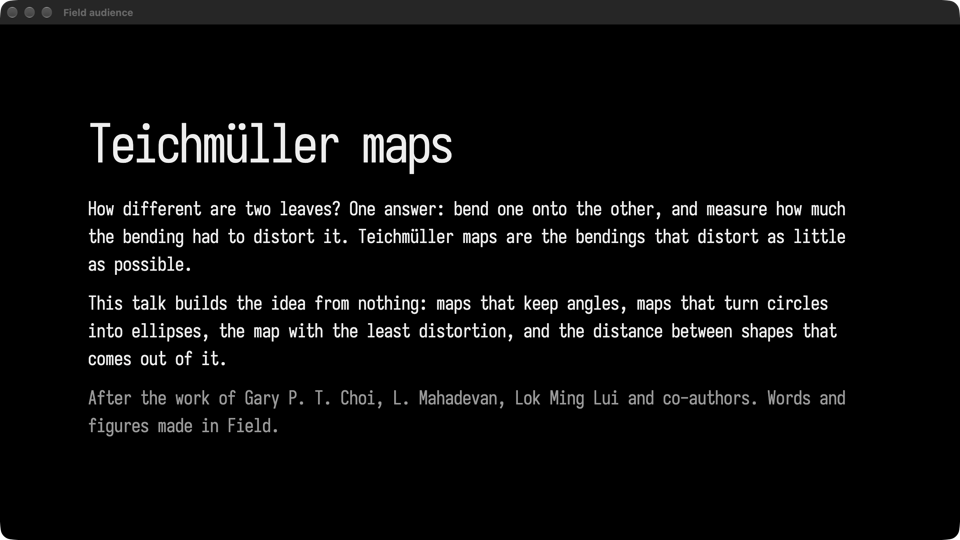 Field audience
Teichmüller maps
How different are two leaves? One answer: bend one onto the other, and measure how much
the bending had to distort it. Teichmüller maps are the bendings that distort as little
as possible.
This talk builds the idea from nothing: maps that keep angles, maps that turn circles
into ellipses, the map with the least distortion, and the distance between shapes that
comes out of it.
After the work of Gary P. T. Choi, L. Mahadevan, Lok Ming Lui and co-authors. Words and
figures made in Field.